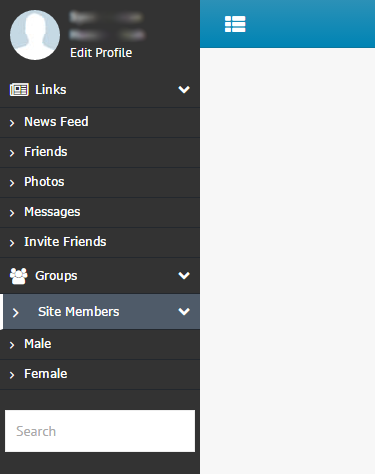 Edit Profile
Links
News Feed
Friends
Photos
Messages
Invite Friends
Groups
Site Members
Male
Female
Search